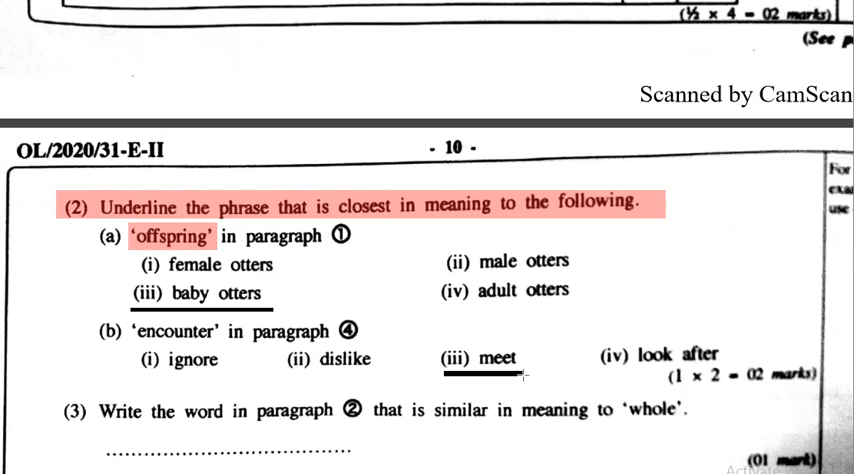 (½ × 4 = 02 marks)
(See p
Scanned by CamScan
OL/2020/31-E-II
- 10 -
For
exa
use
(2) Underline the phrase that is closest in meaning to the following.
(a) ‘offspring’ in paragraph ①
(i) female otters (ii) male otters
(iii) baby otters (iv) adult otters
(b) ‘encounter’ in paragraph ④
(i) ignore (ii) dislike (iii) meet (iv) look after
(1 × 2 = 02 marks)
(3) Write the word in paragraph ② that is similar in meaning to ‘whole’.
..........................................
(01 mark)
Activate